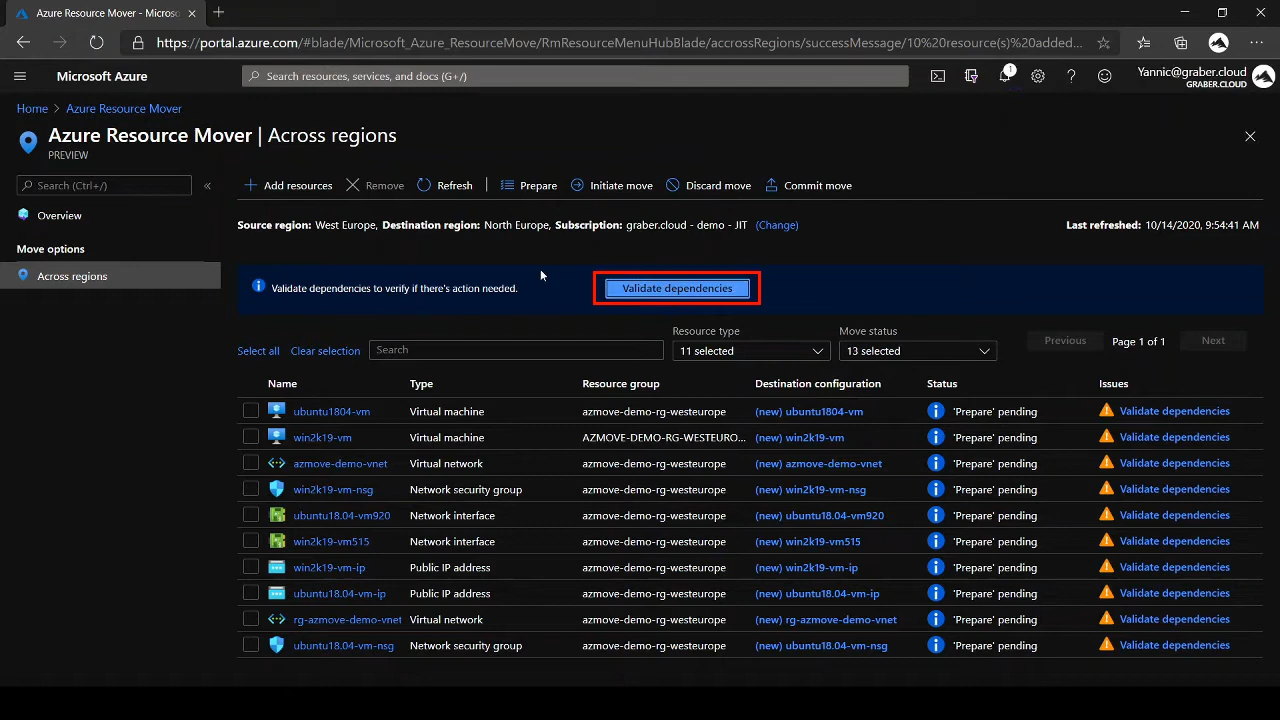 Azure Resource Mover - Microso
https://portal.azure.com/#blade/Microsoft_Azure_ResourceMove/RmResourceMenuHubBlade/accrossRegions/successMessage/10%20resource(s)%20added...
Microsoft Azure
Search resources, services, and docs (G+/)
1
Yannic@graber.cloud
GRABER.CLOUD
Home > Azure Resource Mover
Azure Resource Mover | Across regions
PREVIEW
Search (Ctrl+/)
«
Overview
Move options
Across regions
Add resources Remove Refresh Prepare Initiate move Discard move Commit move
Source region: West Europe, Destination region: North Europe, Subscription: graber.cloud - demo - JIT (Change) Last refreshed: 10/14/2020, 9:54:41 AM
Validate dependencies to verify if there's action needed. Validate dependencies
Resource type Move status
Select all Clear selection Search 11 selected 13 selected Previous Page 1 of 1 Next
Name Type Resource group Destination configuration Status Issues
ubuntu1804-vm Virtual machine azmove-demo-rg-westeurope (new) ubuntu1804-vm 'Prepare' pending Validate dependencies
win2k19-vm Virtual machine AZMOVE-DEMO-RG-WESTEURO... (new) win2k19-vm 'Prepare' pending Validate dependencies
azmove-demo-vnet Virtual network azmove-demo-rg-westeurope (new) azmove-demo-vnet 'Prepare' pending Validate dependencies
win2k19-vm-nsg Network security group azmove-demo-rg-westeurope (new) win2k19-vm-nsg 'Prepare' pending Validate dependencies
ubuntu18.04-vm920 Network interface azmove-demo-rg-westeurope (new) ubuntu18.04-vm920 'Prepare' pending Validate dependencies
win2k19-vm515 Network interface azmove-demo-rg-westeurope (new) win2k19-vm515 'Prepare' pending Validate dependencies
win2k19-vm-ip Public IP address azmove-demo-rg-westeurope (new) win2k19-vm-ip 'Prepare' pending Validate dependencies
ubuntu18.04-vm-ip Public IP address azmove-demo-rg-westeurope (new) ubuntu18.04-vm-ip 'Prepare' pending Validate dependencies
rg-azmove-demo-vnet Virtual network azmove-demo-rg-westeurope (new) rg-azmove-demo-vnet 'Prepare' pending Validate dependencies
ubuntu18.04-vm-nsg Network security group azmove-demo-rg-westeurope (new) ubuntu18.04-vm-nsg 'Prepare' pending Validate dependencies